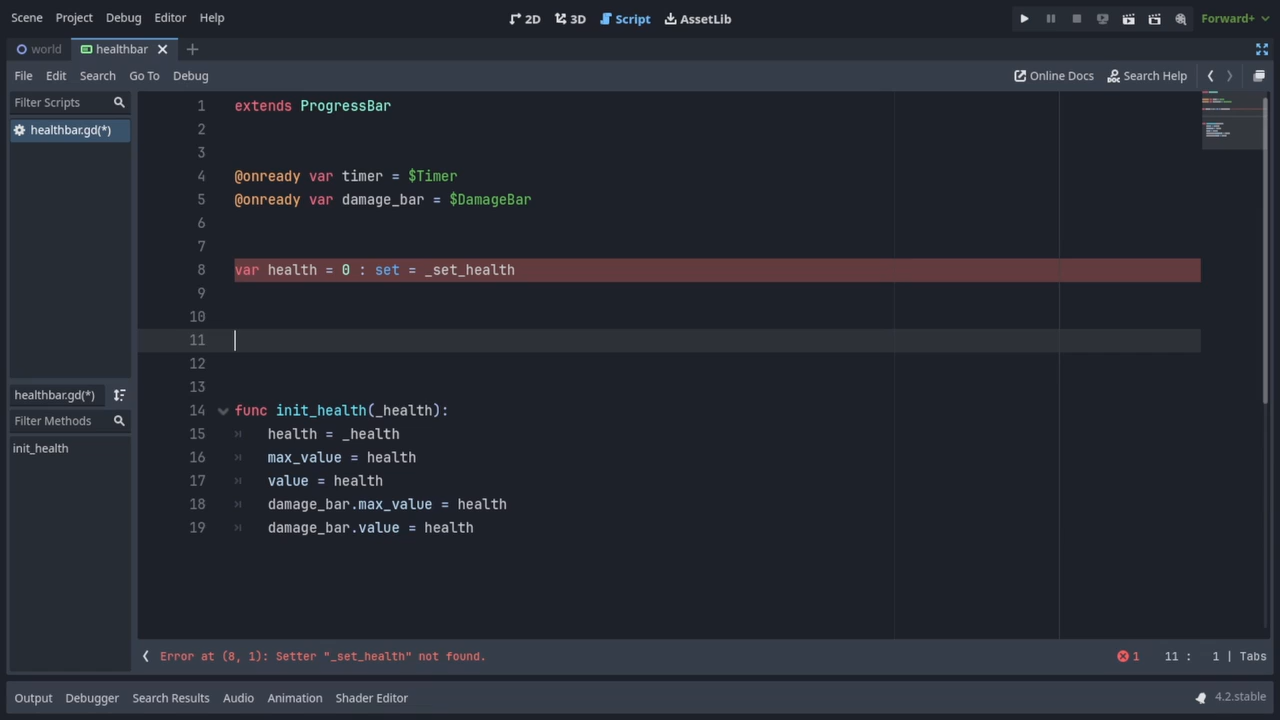 Scene Project Debug Editor Help 2D 3D Script AssetLib Forward+
world healthbar
File Edit Search Go To Debug Online Docs Search Help
Filter Scripts
healthbar.gd(*)
healthbar.gd(*)
Filter Methods
init_health
1 extends ProgressBar
2
3
4 @onready var timer = $Timer
5 @onready var damage_bar = $DamageBar
6
7
8 var health = 0 : set = _set_health
9
10
11
12
13
14 func init_health(_health):
15 health = _health
16 max_value = health
17 value = health
18 damage_bar.max_value = health
19 damage_bar.value = health
Error at (8, 1): Setter "_set_health" not found. 1 11 : 1 | Tabs
Output Debugger Search Results Audio Animation Shader Editor 4.2.stable